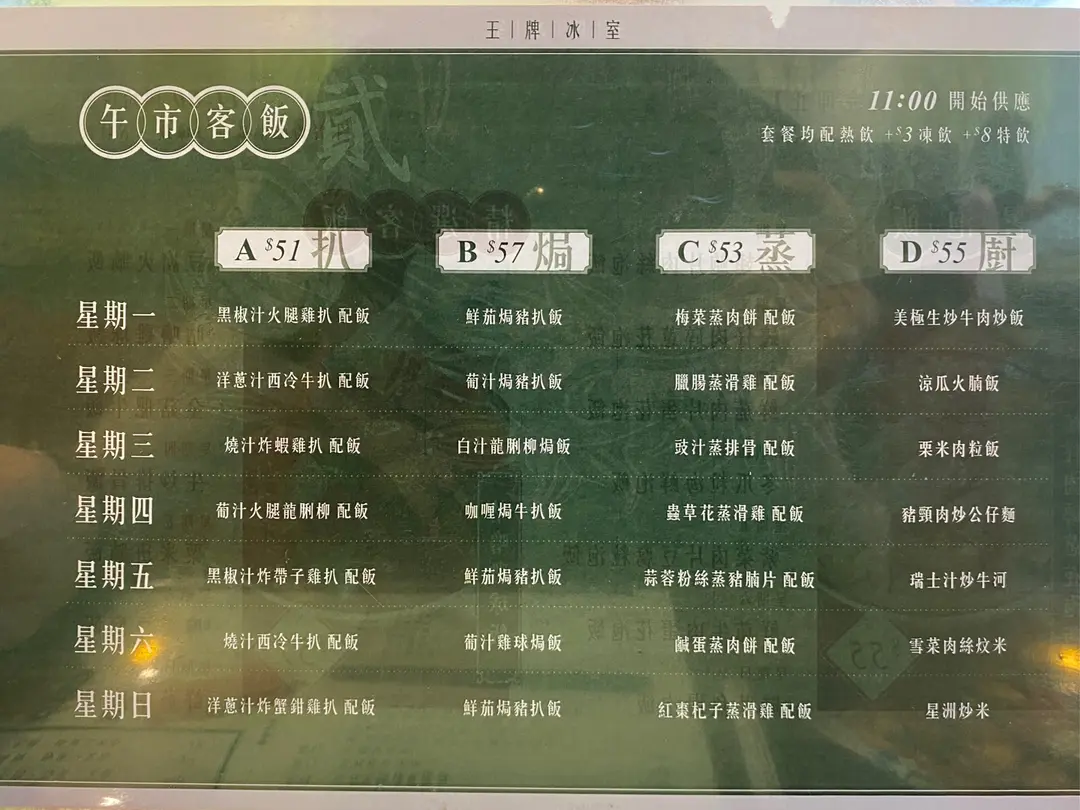 王 | 牌 | 冰 | 室
午市客飯
貳
11:00 開始供應
套餐均配熱飲 +$3凍飲 +$8特飲
A $51 扒 B $57 焗 C $53 蒸 D $55 廚
星期一 黑椒汁火腿雞扒 配飯 鮮茄焗豬扒飯 梅菜蒸肉餅 配飯 美極生炒牛肉炒飯
星期二 洋蔥汁西冷牛扒 配飯 葡汁焗豬扒飯 臘腸蒸滑雞 配飯 涼瓜火腩飯
星期三 燒汁炸蝦雞扒 配飯 白汁龍脷柳焗飯 豉汁蒸排骨 配飯 粟米肉粒飯
星期四 葡汁火腿龍脷柳 配飯 咖喱焗牛扒飯 蟲草花蒸滑雞 配飯 豬頸肉炒公仔麵
星期五 黑椒汁炸帶子雞扒 配飯 鮮茄焗豬扒飯 蒜蓉粉絲蒸豬腩片 配飯 瑞士汁炒牛河
星期六 燒汁西冷牛扒 配飯 葡汁雞球焗飯 鹹蛋蒸肉餅 配飯 雪菜肉絲炆米
星期日 洋蔥汁炸蟹鉗雞扒 配飯 鮮茄焗豬扒飯 紅棗杞子蒸滑雞 配飯 星洲炒米